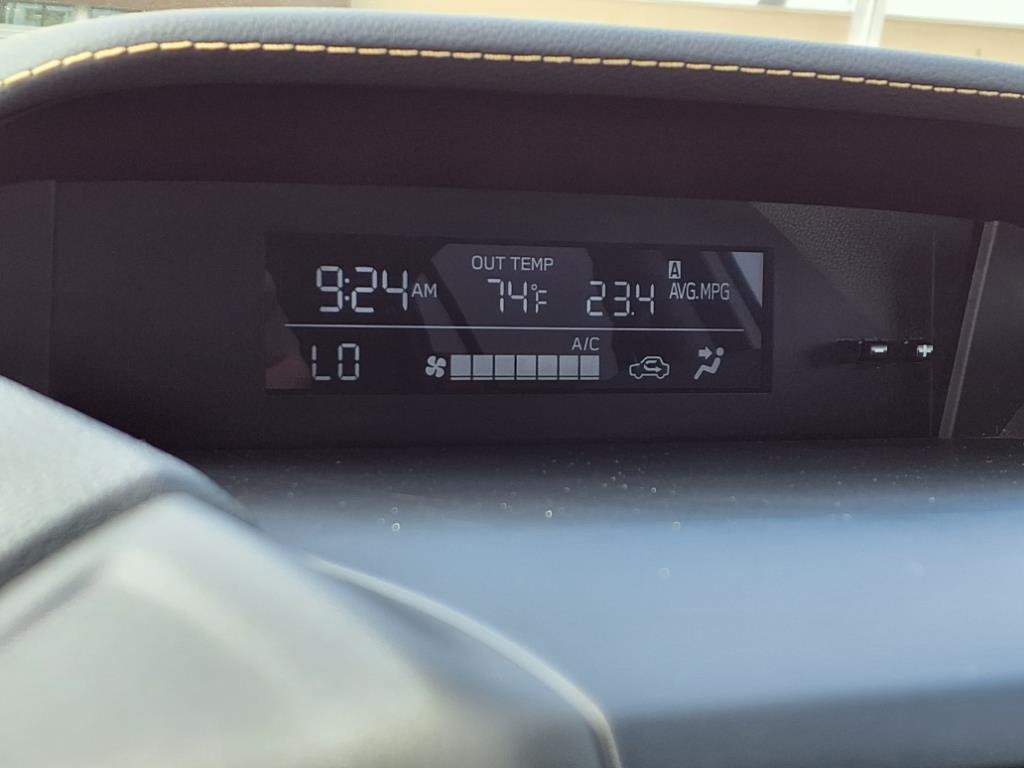 OUT TEMP A
9:24 AM 74°F 23.4 AVG.MPG
A/C
LO
- +